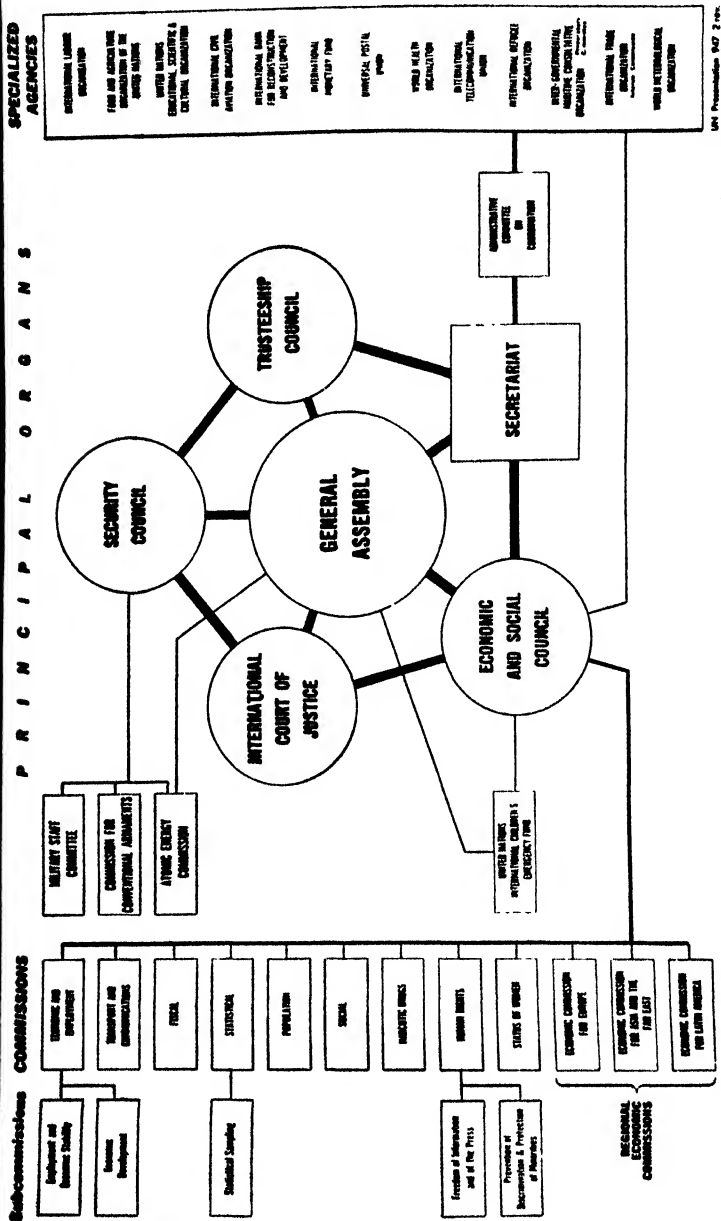 PRINCIPAL ORGANS
SPECIALIZED
AGENCIES
INTERNATIONAL LABOUR
ORGANIZATION
FOOD AND AGRICULTURE
ORGANIZATION OF THE
UNITED NATIONS
UNITED NATIONS
EDUCATIONAL, SCIENTIFIC &
CULTURAL ORGANIZATION
INTERNATIONAL CIVIL
AVIATION ORGANIZATION
INTERNATIONAL BANK
FOR RECONSTRUCTION
AND DEVELOPMENT
INTERNATIONAL
MONETARY FUND
UNIVERSAL POSTAL
UNION
WORLD HEALTH
ORGANIZATION
INTERNATIONAL
TELECOMMUNICATION
UNION
INTERNATIONAL REFUGEE
ORGANIZATION
INTER-GOVERNMENTAL
MARITIME CONSULTATIVE
ORGANIZATION
INTERNATIONAL TRADE
ORGANIZATION
WORLD METEOROLOGICAL
ORGANIZATION
SECURITY
COUNCIL
TRUSTEESHIP
COUNCIL
GENERAL
ASSEMBLY
INTERNATIONAL
COURT OF
JUSTICE
ECONOMIC
AND SOCIAL
COUNCIL
SECRETARIAT
ADMINISTRATIVE
COMMITTEE
ON
COORDINATION
MILITARY STAFF
COMMITTEE
COMMISSION FOR
CONVENTIONAL ARMAMENTS
ATOMIC ENERGY
COMMISSION
UNITED NATIONS
INTERNATIONAL CHILDREN'S
EMERGENCY FUND
COMMISSIONS
ECONOMIC AND
EMPLOYMENT
TRANSPORT AND
COMMUNICATIONS
FISCAL
STATISTICAL
POPULATION
SOCIAL
NARCOTIC DRUGS
HUMAN RIGHTS
STATUS OF WOMEN
ECONOMIC COMMISSION
FOR EUROPE
ECONOMIC COMMISSION
FOR ASIA AND THE
FAR EAST
ECONOMIC COMMISSION
FOR LATIN AMERICA
Subcommissions
Employment and
Economic Stability
Economic
Development
Statistical Sampling
Freedom of Information
and of the Press
Prevention of
Discrimination & Protection
of Minorities
REGIONAL
ECONOMIC
COMMISSIONS
UN Presentation 947